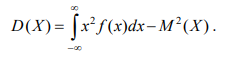 D(X) = ∫_{-∞}^{∞} x² f(x)dx − M²(X).